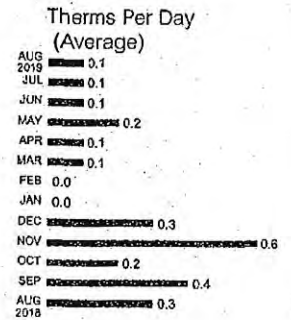 Therms Per Day
(Average)
AUG
2019 0.1
JUL 0.1
JUN 0.1
MAY 0.2
APR 0.1
MAR 0.1
FEB 0.0
JAN 0.0
DEC 0.3
NOV 0.6
OCT 0.2
SEP 0.4
AUG 0.3
2018